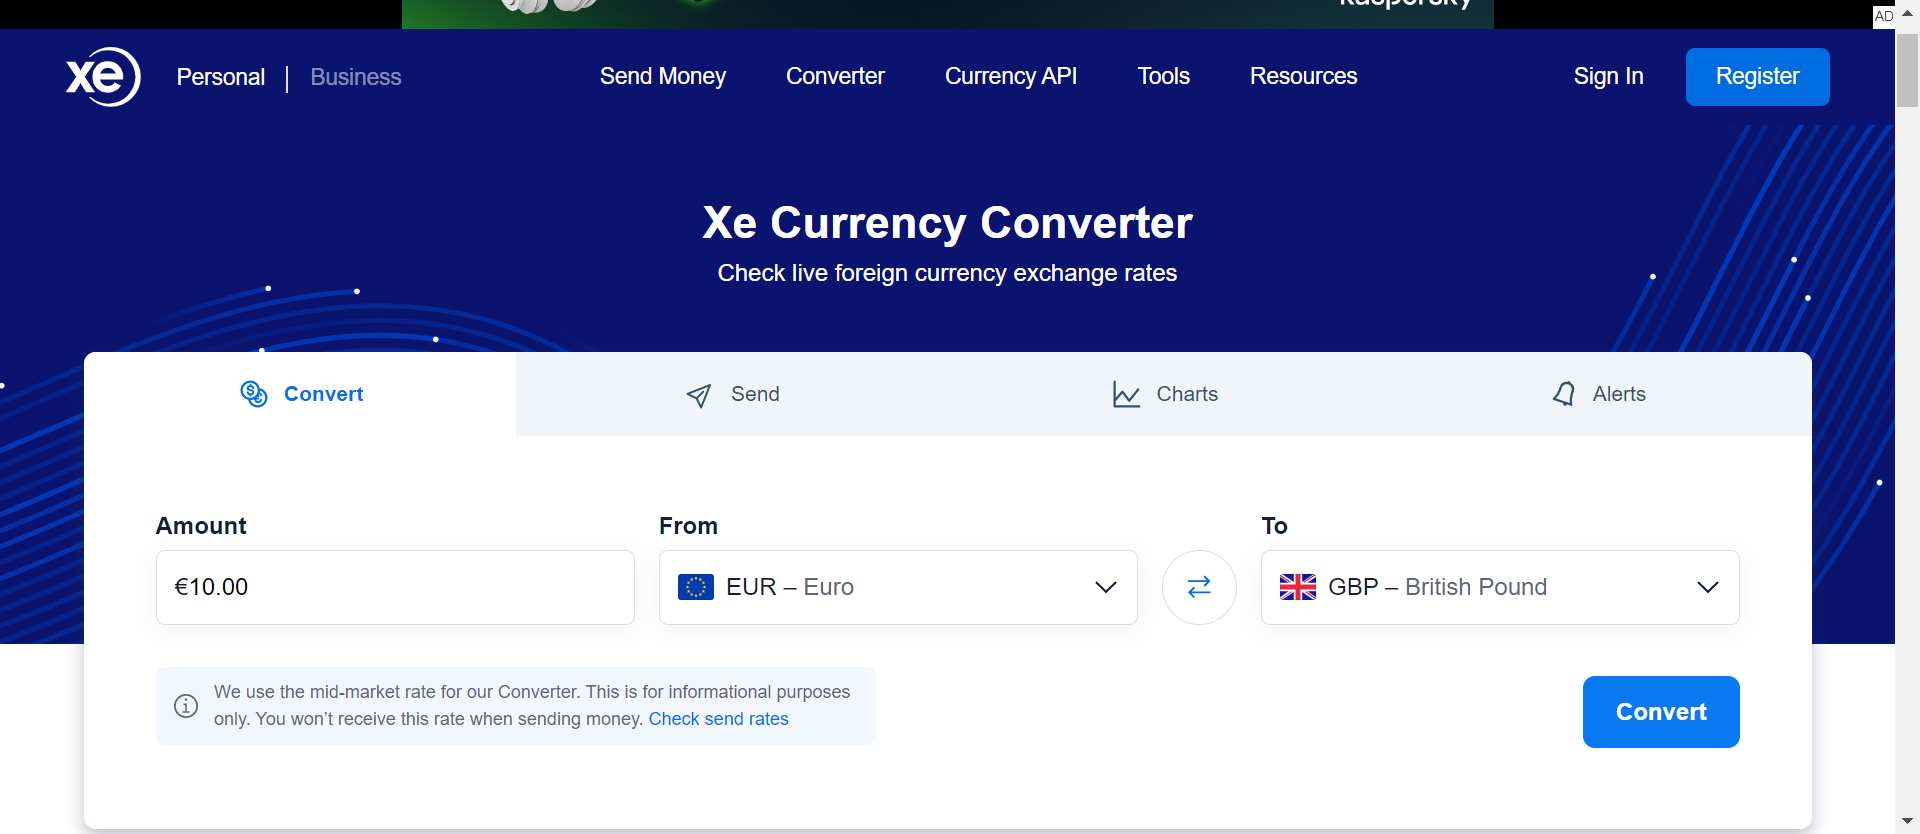 kaspersky
AD
xe Personal | Business Send Money Converter Currency API Tools Resources Sign In Register
Xe Currency Converter
Check live foreign currency exchange rates
Convert Send Charts Alerts
Amount From To
€10.00 EUR – Euro GBP – British Pound
We use the mid-market rate for our Converter. This is for informational purposes
only. You won’t receive this rate when sending money. Check send rates
Convert